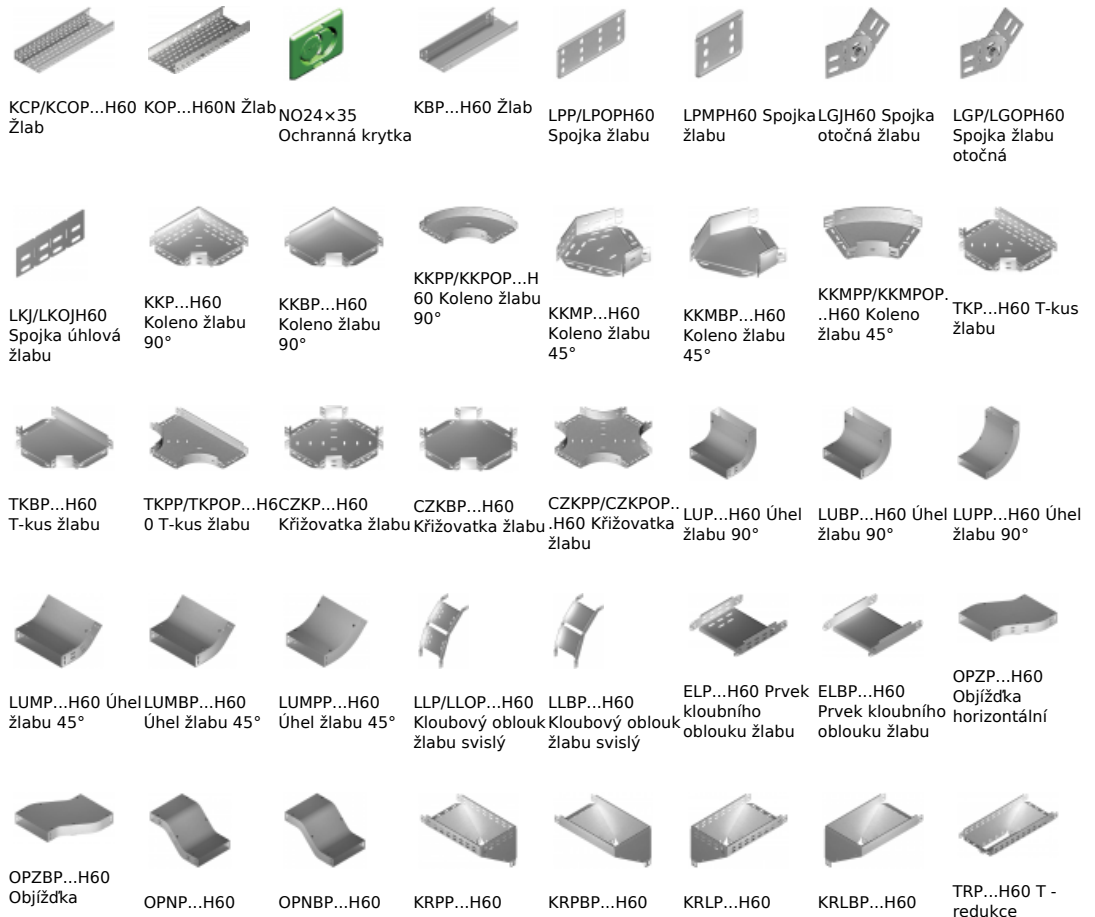 KCP/KCOP...H60
Žlab
KOP...H60N Žlab
NO24×35
Ochranná krytka
KBP...H60 Žlab
LPP/LPOPH60
Spojka žlabu
LPMPH60 Spojka
žlabu
LGJH60 Spojka
otočná žlabu
LGP/LGOPH60
Spojka žlabu
otočná
LKJ/LKOJH60
Spojka úhlová
žlabu
KKP...H60
Koleno žlabu
90°
KKBP...H60
Koleno žlabu
90°
KKPP/KKPOP...H
60 Koleno žlabu
90°
KKMP...H60
Koleno žlabu
45°
KKMBP...H60
Koleno žlabu
45°
KKMPP/KKMPOP.
..H60 Koleno
žlabu 45°
TKP...H60 T-kus
žlabu
TKBP...H60
T-kus žlabu
TKPP/TKPOP...H6
0 T-kus žlabu
CZKP...H60
Křižovatka žlabu
CZKBP...H60
Křižovatka žlabu
CZKPP/CZKPOP..
.H60 Křižovatka
žlabu
LUP...H60 Úhel
žlabu 90°
LUBP...H60 Úhel
žlabu 90°
LUPP...H60 Úhel
žlabu 90°
LUMP...H60 Úhel
žlabu 45°
LUMBP...H60
Úhel žlabu 45°
LUMPP...H60
Úhel žlabu 45°
LLP/LLOP...H60
Kloubový oblouk
žlabu svislý
LLBP...H60
Kloubový oblouk
žlabu svislý
ELP...H60 Prvek
kloubního
oblouku žlabu
ELBP...H60
Prvek kloubního
oblouku žlabu
OPZP...H60
Objížďka
horizontální
OPZBP...H60
Objížďka
OPNP...H60
OPNBP...H60
KRPP...H60
KRPBP...H60
KRLP...H60
KRLBP...H60
TRP...H60 T -
redukce